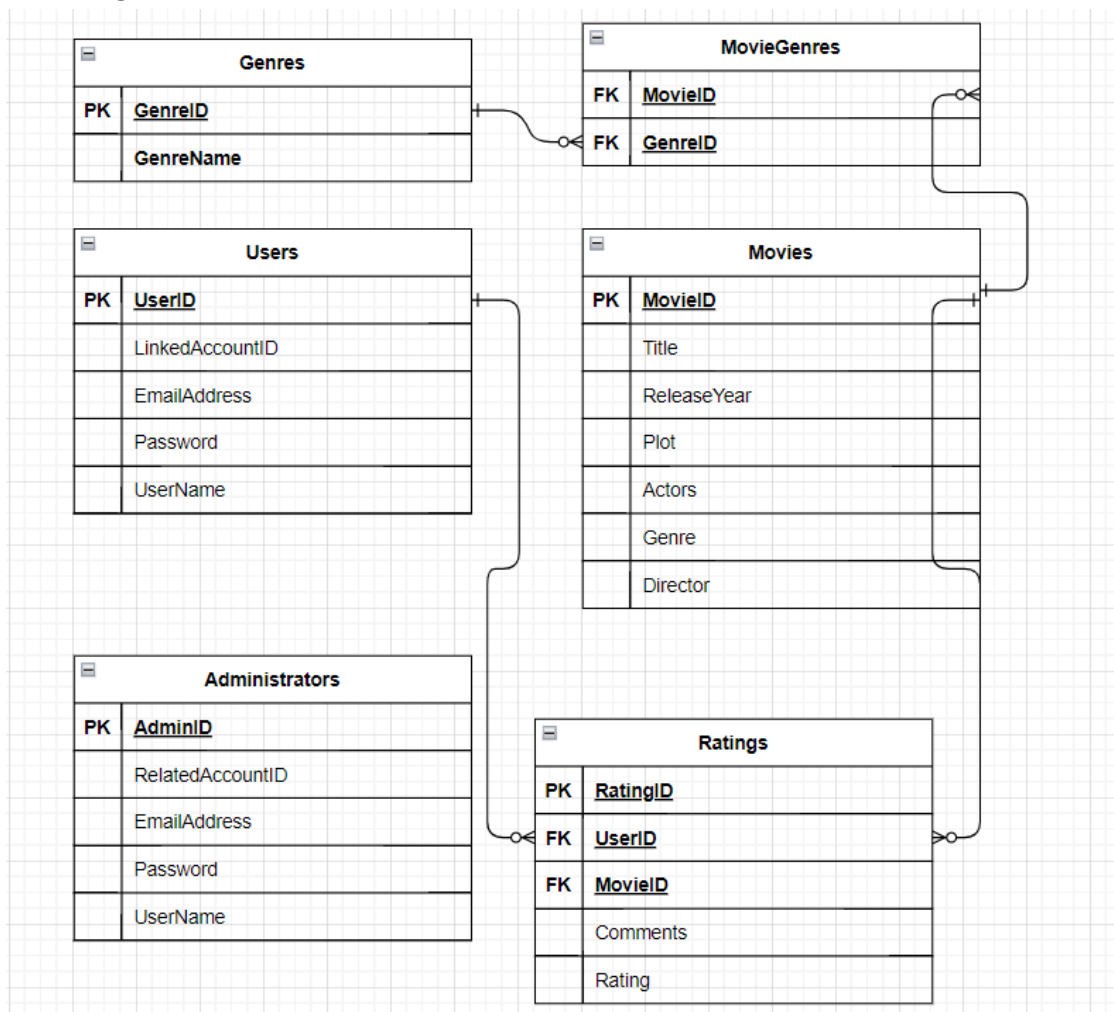 Genres
PK GenreID
GenreName
MovieGenres
FK MovieID
FK GenreID
Users
PK UserID
LinkedAccountID
EmailAddress
Password
UserName
Movies
PK MovieID
Title
ReleaseYear
Plot
Actors
Genre
Director
Administrators
PK AdminID
RelatedAccountID
EmailAddress
Password
UserName
Ratings
PK RatingID
FK UserID
FK MovieID
Comments
Rating